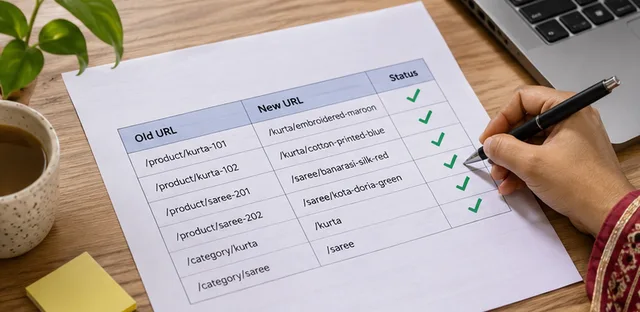 Old URL New URL Status
/product/kurta-101 /kurta/embroidered-maroon ✓
/product/kurta-102 /kurta/cotton-printed-blue ✓
/product/saree-201 /saree/banarasi-silk-red ✓
/product/saree-202 /saree/kota-doria-green ✓
/category/kurta /kurta ✓
/category/saree /saree ✓